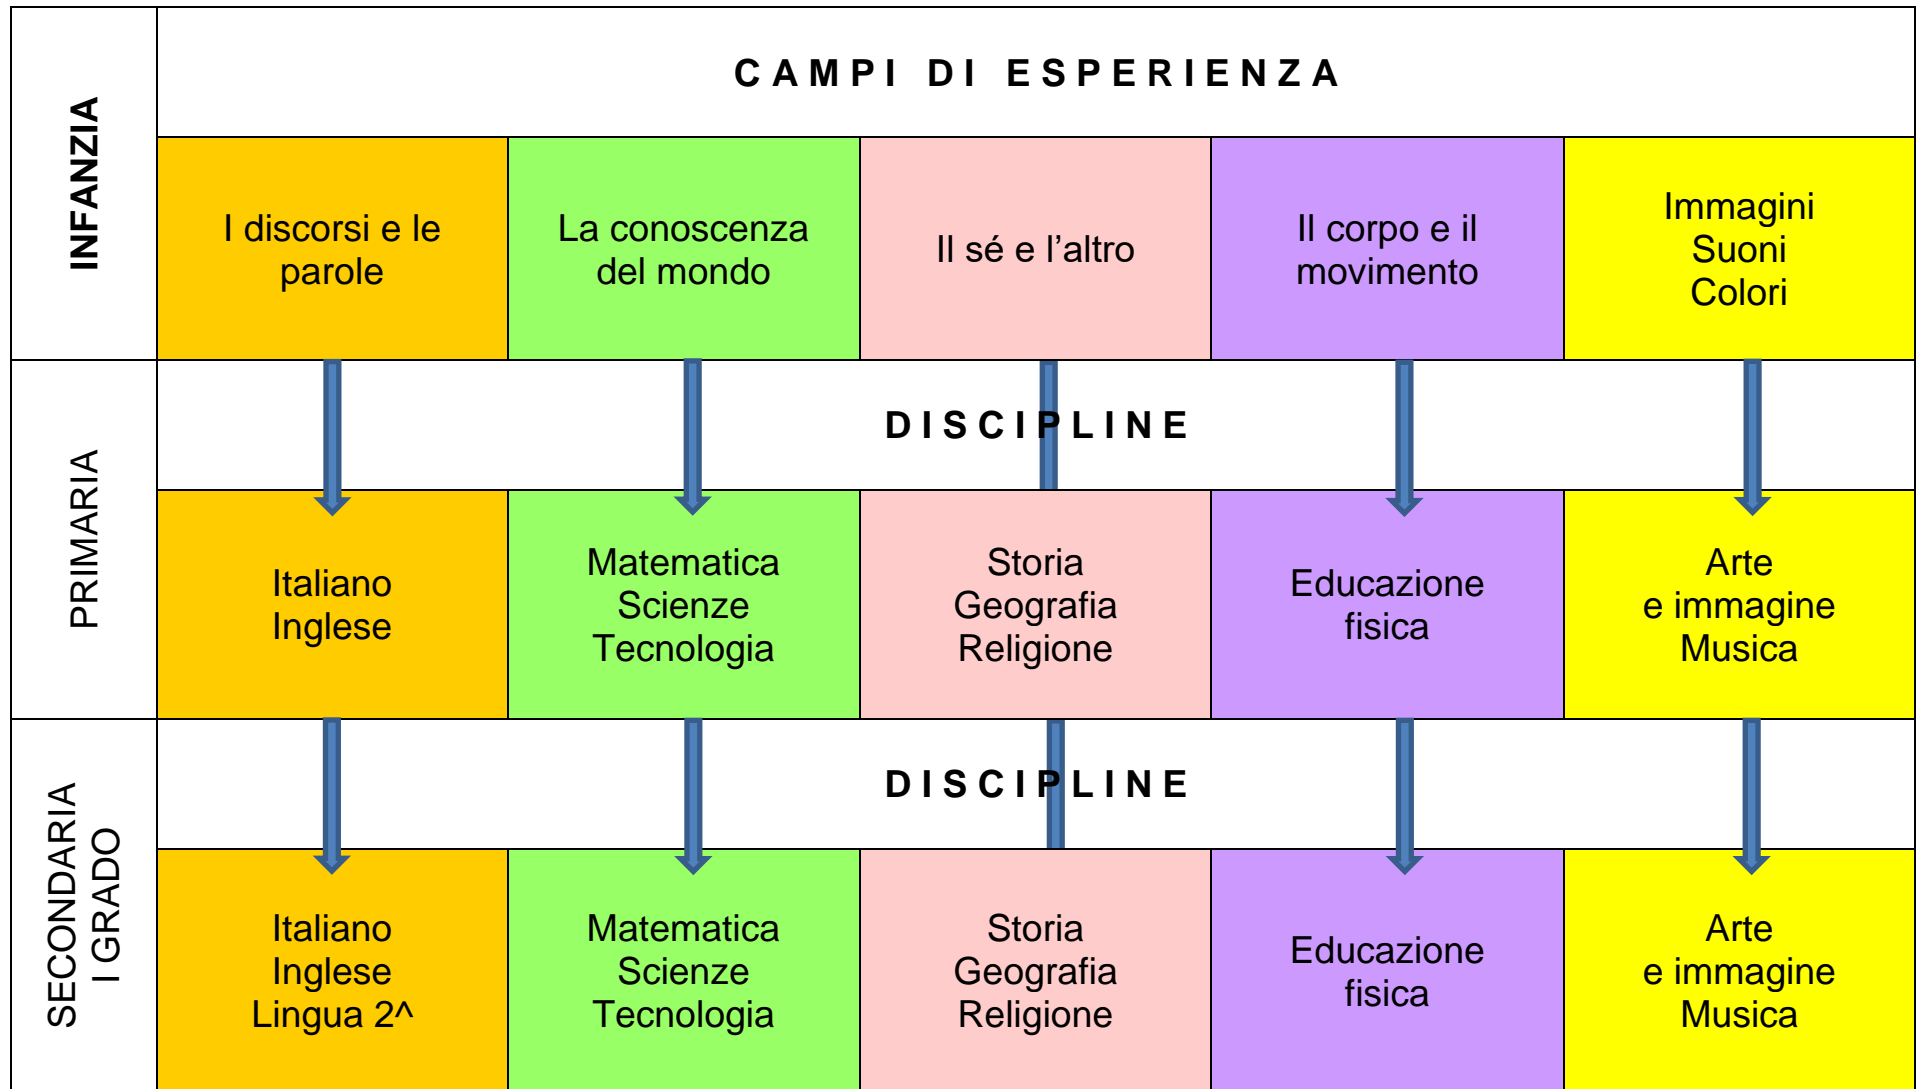 INFANZIA
CAMPI DI ESPERIENZA
I discorsi e le
parole
La conoscenza
del mondo
Il sé e l’altro
Il corpo e il
movimento
Immagini
Suoni
Colori
PRIMARIA
DISCIPLINE
Italiano
Inglese
Matematica
Scienze
Tecnologia
Storia
Geografia
Religione
Educazione
fisica
Arte
e immagine
Musica
SECONDARIA
I GRADO
DISCIPLINE
Italiano
Inglese
Lingua 2^
Matematica
Scienze
Tecnologia
Storia
Geografia
Religione
Educazione
fisica
Arte
e immagine
Musica